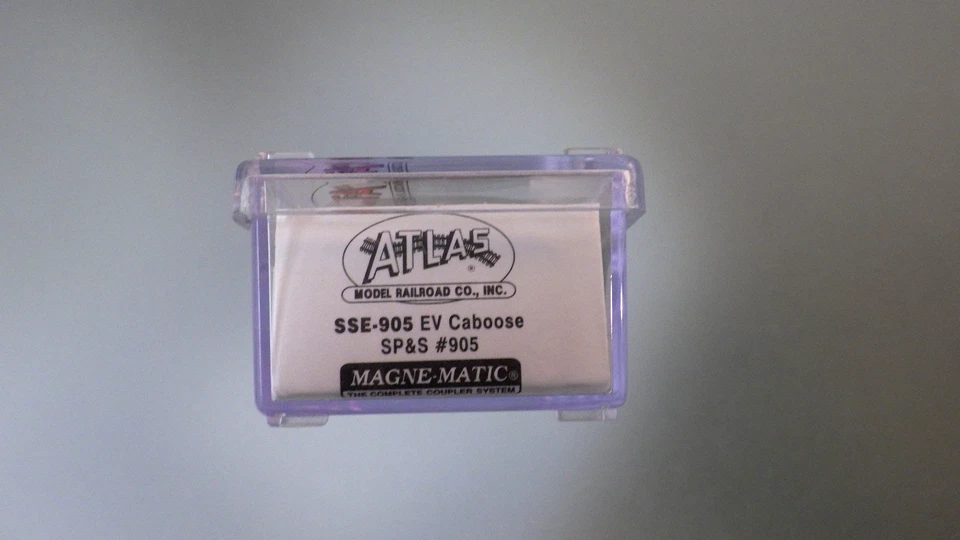 ATLAS®
MODEL RAILROAD CO., INC.
SSE-905 EV Caboose
SP&S #905
MAGNE-MATIC®
THE COMPLETE COUPLER SYSTEM